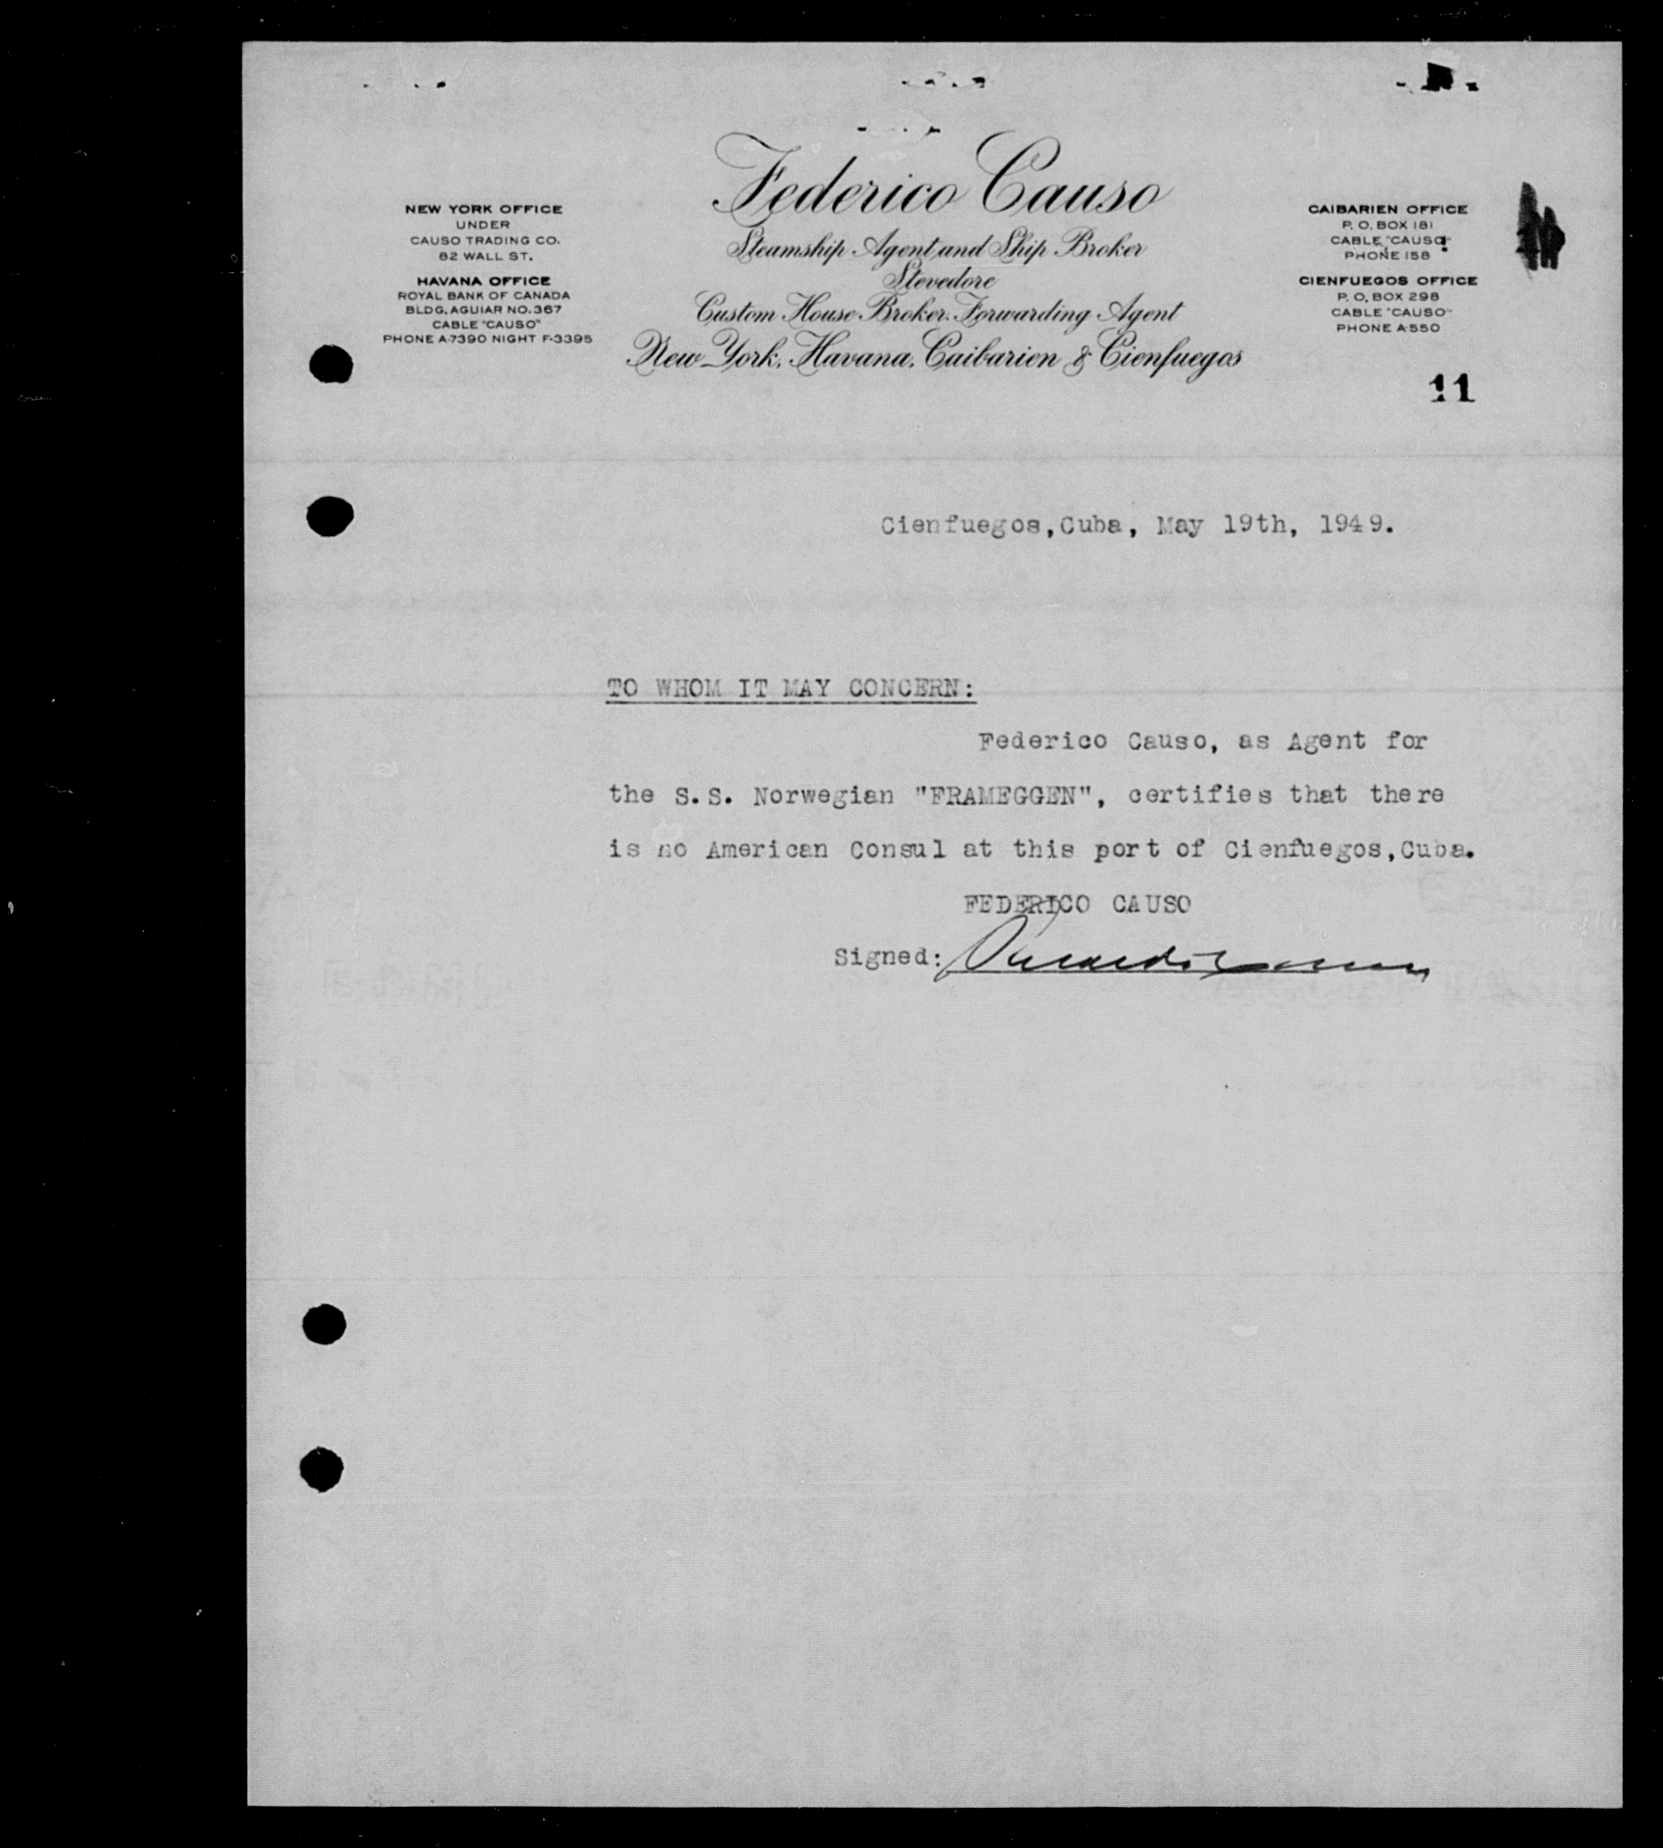 Federico Causo
Steamship Agent and Ship Broker
Stevedore
Custom House Broker. Forwarding Agent
New York, Havana, Caibarien & Cienfuegos
NEW YORK OFFICE
UNDER
CAUSO TRADING CO.
82 WALL ST.
HAVANA OFFICE
ROYAL BANK OF CANADA
BLDG. AGUIAR NO. 367
CABLE "CAUSO"
PHONE A-7390 NIGHT F-3395
CAIBARIEN OFFICE
P. O. BOX 181
CABLE "CAUSO"
PHONE 158
CIENFUEGOS OFFICE
P. O. BOX 298
CABLE "CAUSO"
PHONE A-550
11
Cienfuegos,Cuba, May 19th, 1949.
TO WHOM IT MAY CONCERN:
Federico Causo, as Agent for
the S.S. Norwegian "FRAMEGGEN", certifies that there
is no American Consul at this port of Cienfuegos,Cuba.
FEDERICO CAUSO
Signed: